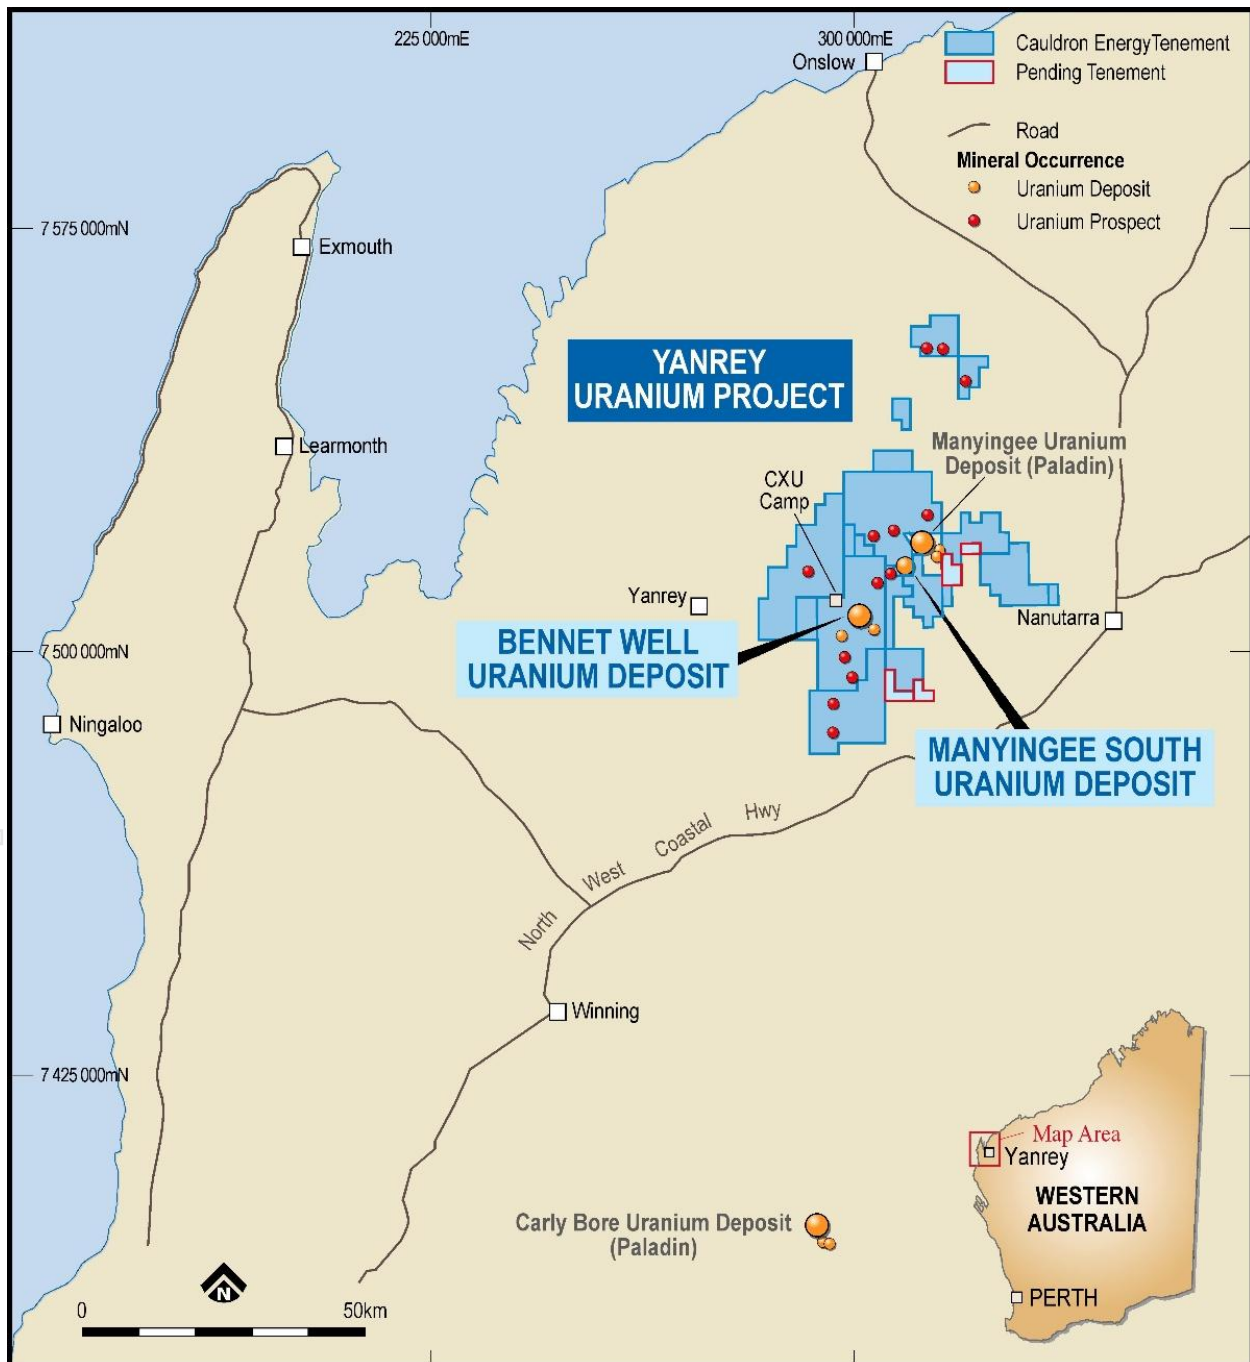 225 000mE
300 000mE
Onslow
Cauldron EnergyTenement
Pending Tenement
Road
Mineral Occurrence
Uranium Deposit
Uranium Prospect
7 575 000mN
Exmouth
YANREY
URANIUM PROJECT
Learmonth
Manyingee Uranium
Deposit (Paladin)
CXU
Camp
Yanrey
Nanutarra
BENNET WELL
URANIUM DEPOSIT
7 500 000mN
Ningaloo
MANYINGEE SOUTH
URANIUM DEPOSIT
North West Coastal Hwy
Winning
7 425 000mN
Map Area
Yanrey
WESTERN
AUSTRALIA
PERTH
Carly Bore Uranium Deposit
(Paladin)
N
0
50km